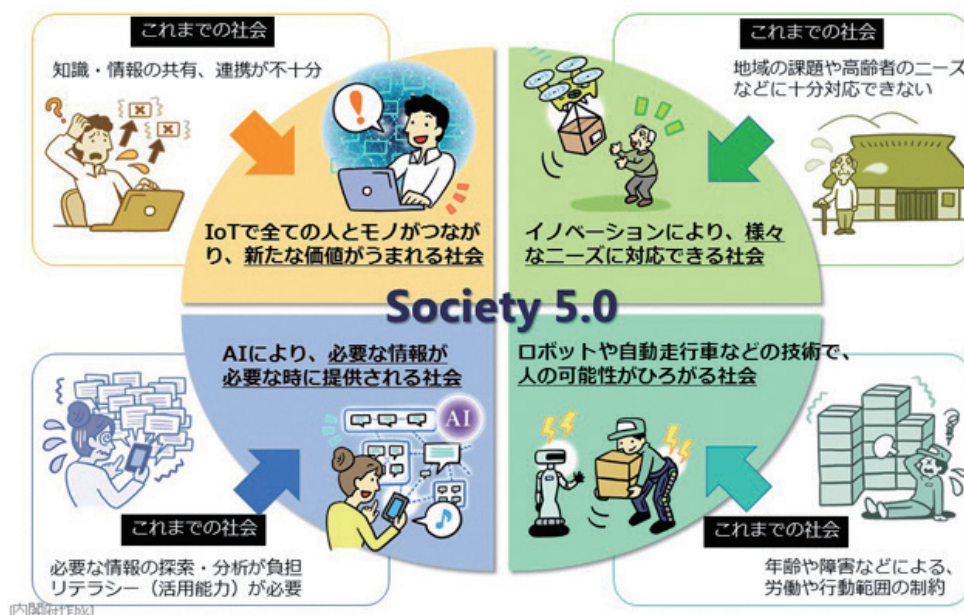 これまでの社会
知識・情報の共有、連携が不十分
IoTで全ての人とモノがつなが
り、新たな価値がうまれる社会
これまでの社会
地域の課題や高齢者のニーズ
などに十分対応できない
イノベーションにより、様々
なニーズに対応できる社会
Society 5.0
AIにより、必要な情報が
必要な時に提供される社会
AI
これまでの社会
必要な情報の探索・分析が負担
リテラシー(活用能力)が必要
ロボットや自動走行車などの技術で、
人の可能性がひろがる社会
これまでの社会
年齢や障害などによる、
労働や行動範囲の制約